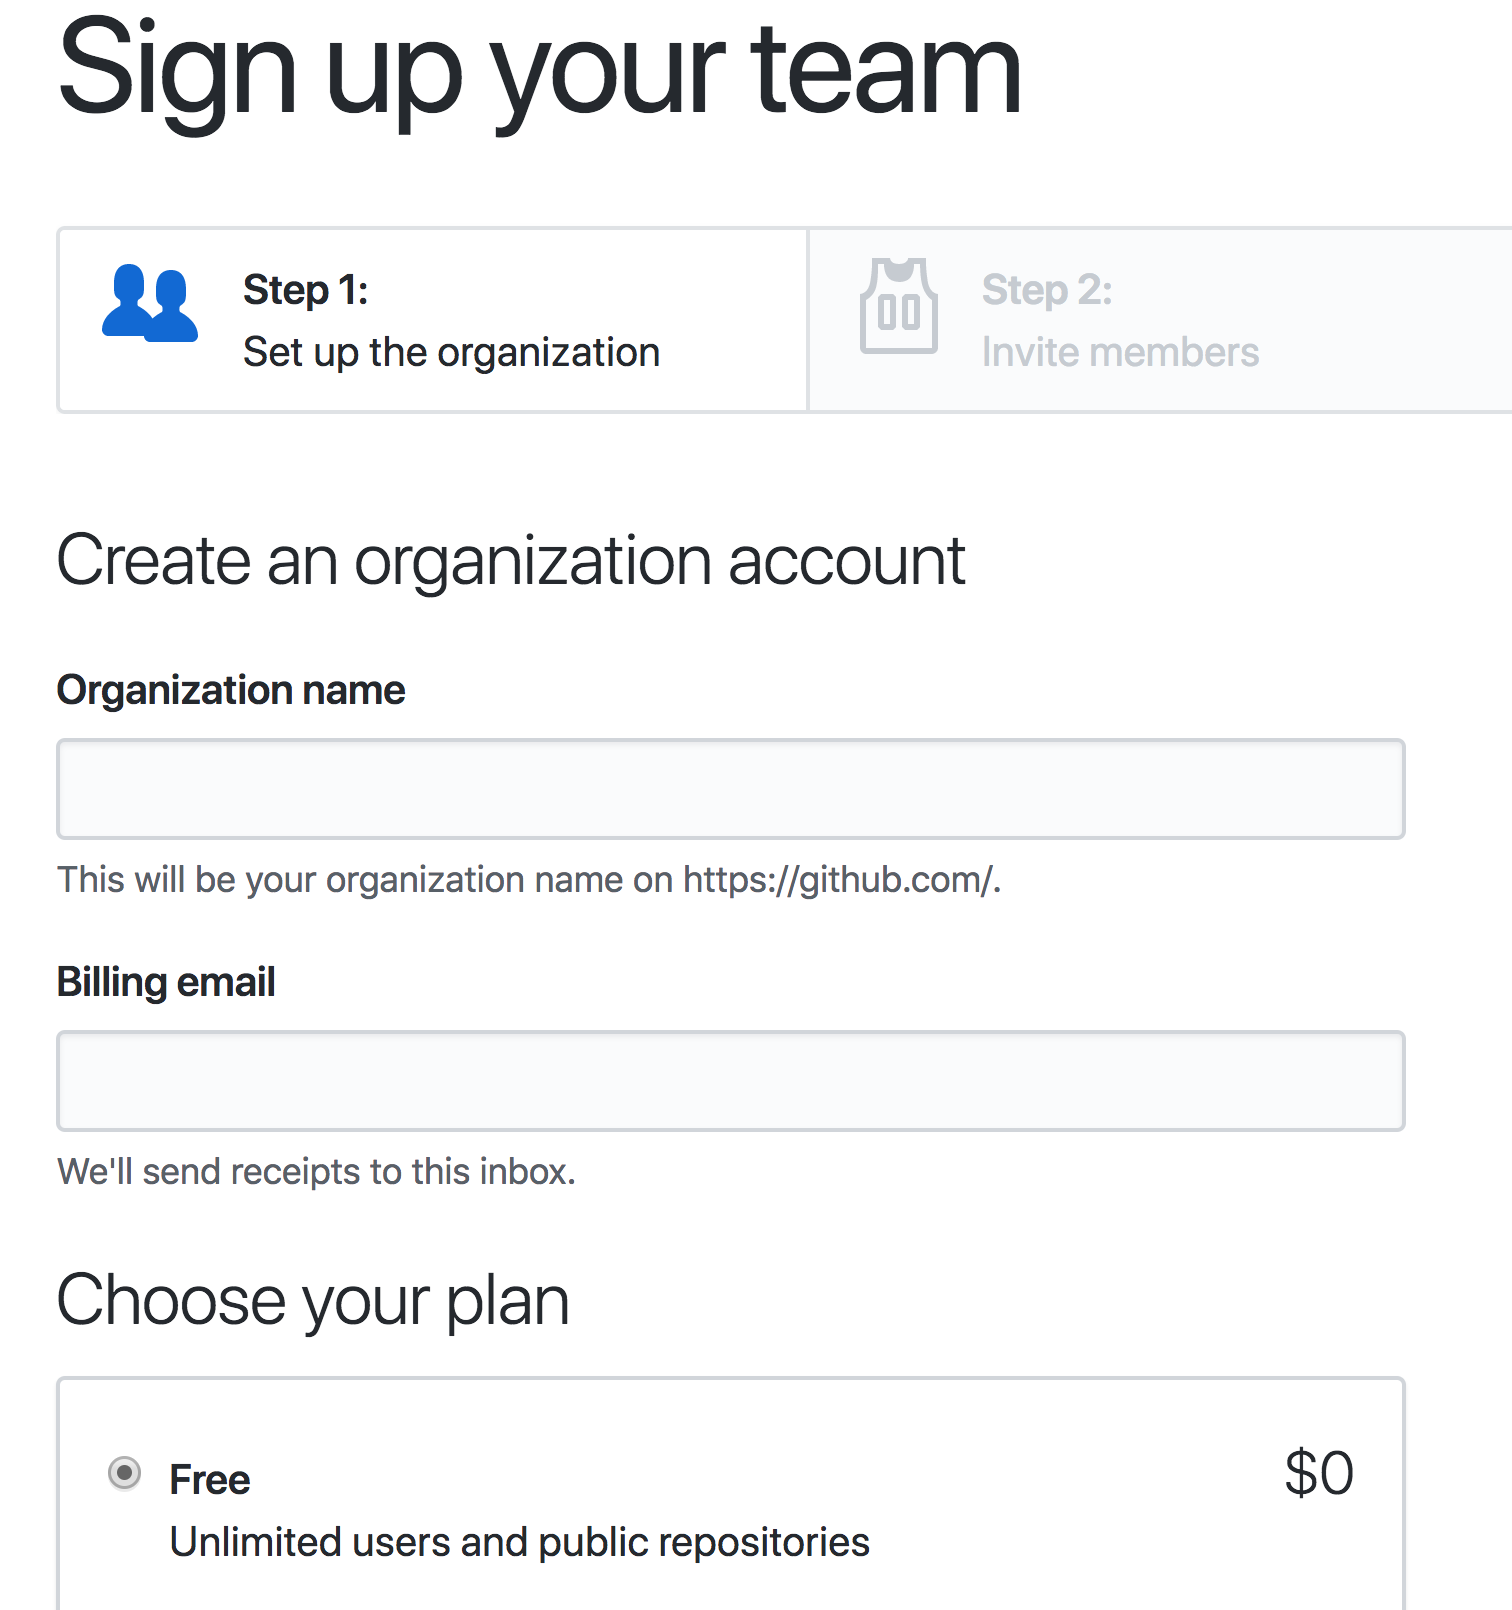 Sign up your team
Step 1:
Set up the organization
Step 2:
Invite members
Create an organization account
Organization name
This will be your organization name on https://github.com/.
Billing email
We'll send receipts to this inbox.
Choose your plan
Free
$0
Unlimited users and public repositories